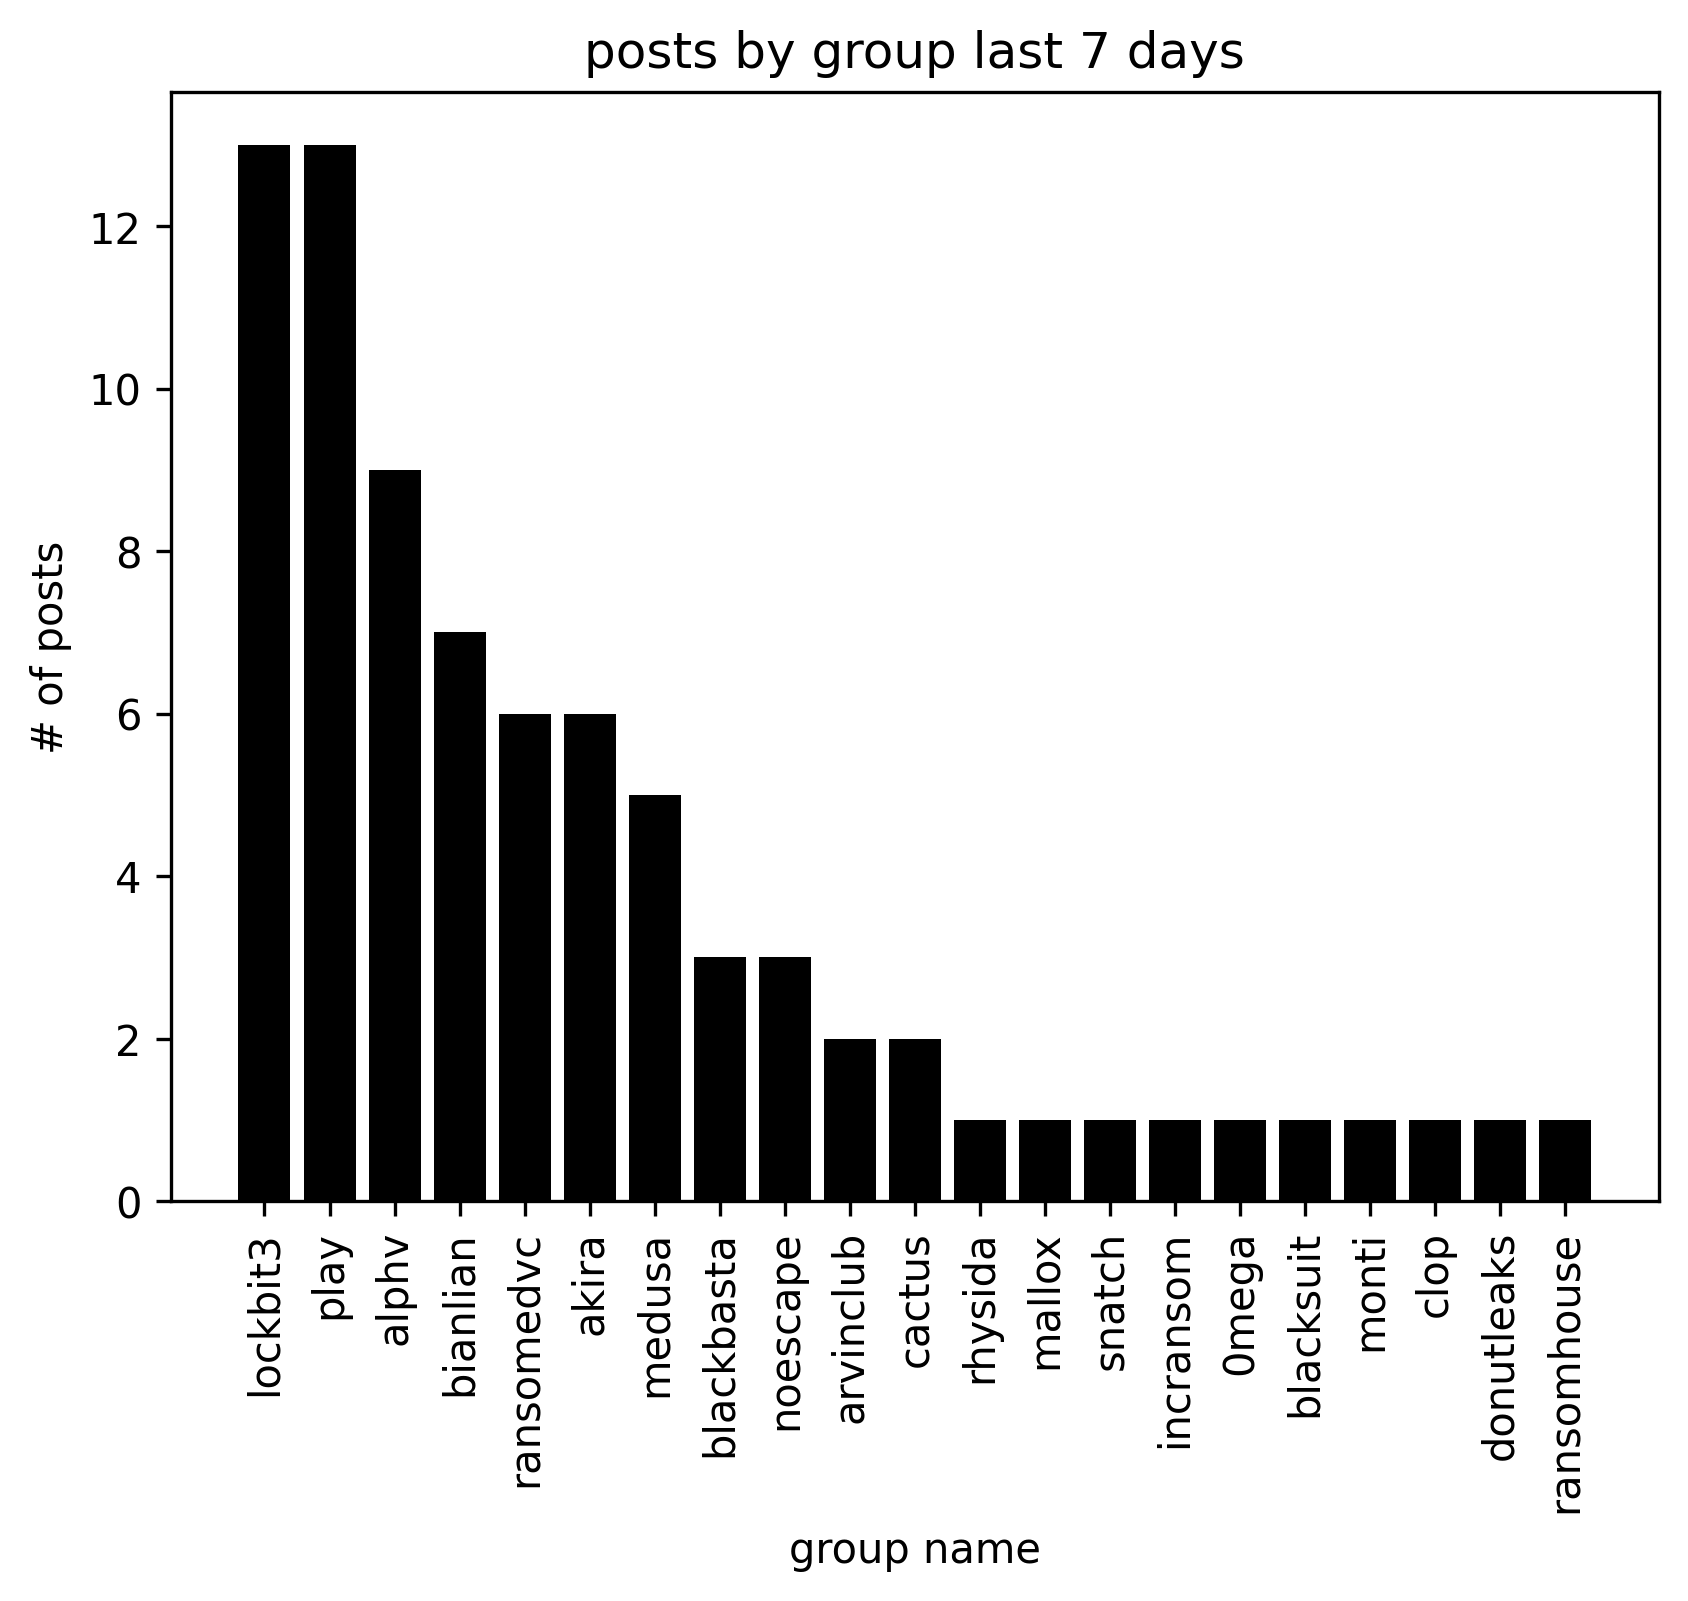 posts by group last 7 days
# of posts
12
10
8
6
4
2
0
lockbit3
play
alphv
bianlian
ransomedvc
akira
medusa
blackbasta
noescape
arvinclub
cactus
rhysida
mallox
snatch
incransom
0mega
blacksuit
monti
clop
donutleaks
ransomhouse
group name